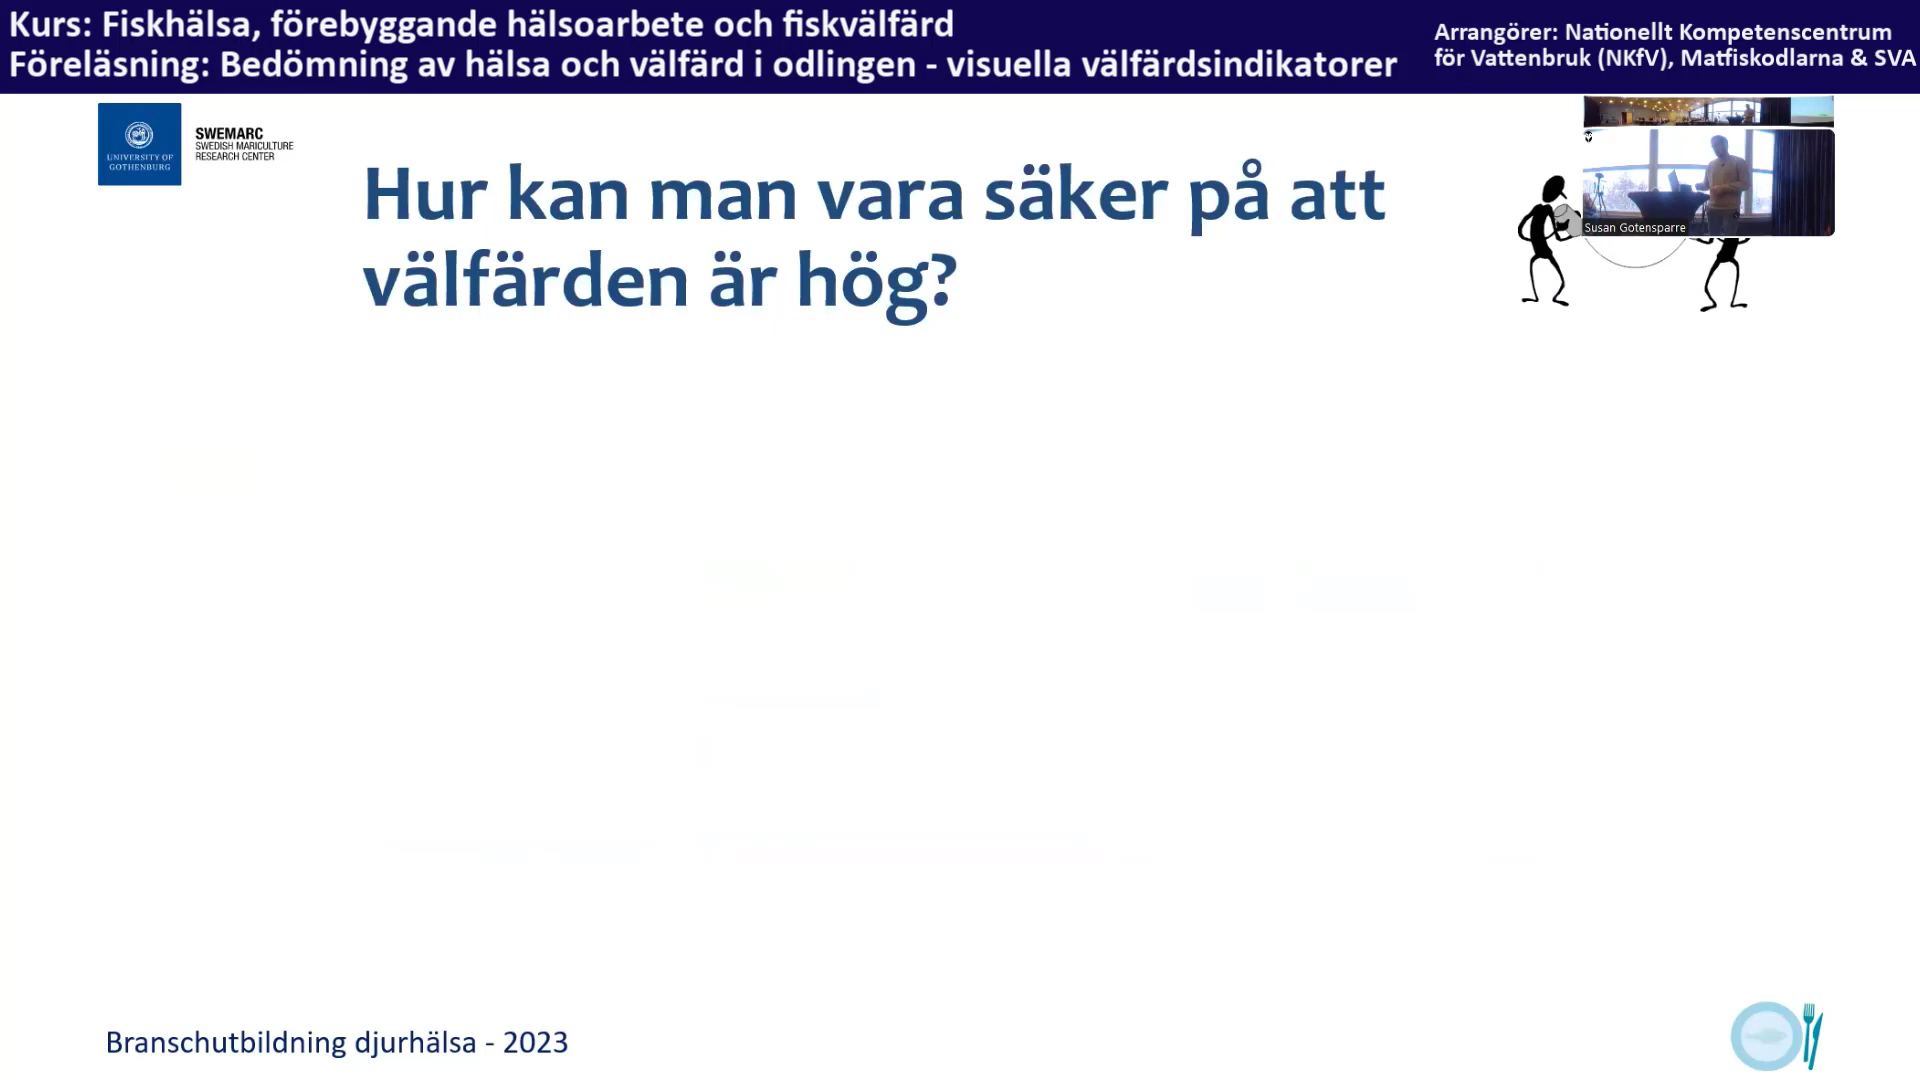 Kurs: Fiskhälsa, förebyggande hälsoarbete och fiskvälfärd
Föreläsning: Bedömning av hälsa och välfärd i odlingen - visuella välfärdsindikatorer
Arrangörer: Nationellt Kompetenscentrum
för Vattenbruk (NKfV), Matfiskodlarna & SVA
UNIVERSITY OF
GOTHENBURG
SWEMARC
SWEDISH MARICULTURE
RESEARCH CENTER
Hur kan man vara säker på att
välfärden är hög?
Susan Gotensparre
Branschutbildning djurhälsa - 2023